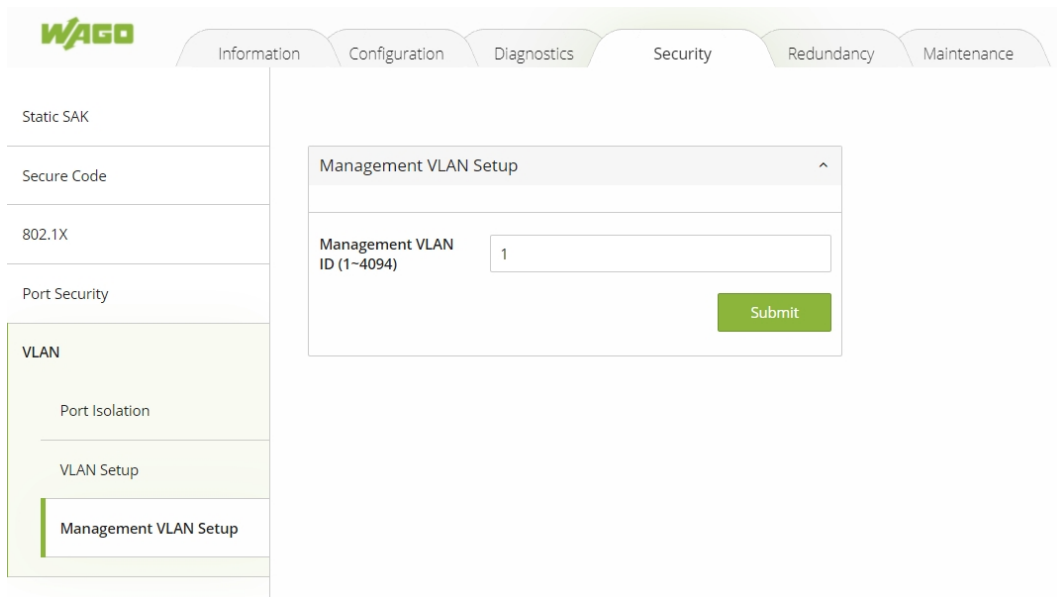 WAGO
Information Configuration Diagnostics Security Redundancy Maintenance
Static SAK
Secure Code
802.1X
Port Security
VLAN
Port Isolation
VLAN Setup
Management VLAN Setup
Management VLAN Setup
Management VLAN
ID (1~4094)
1
Submit